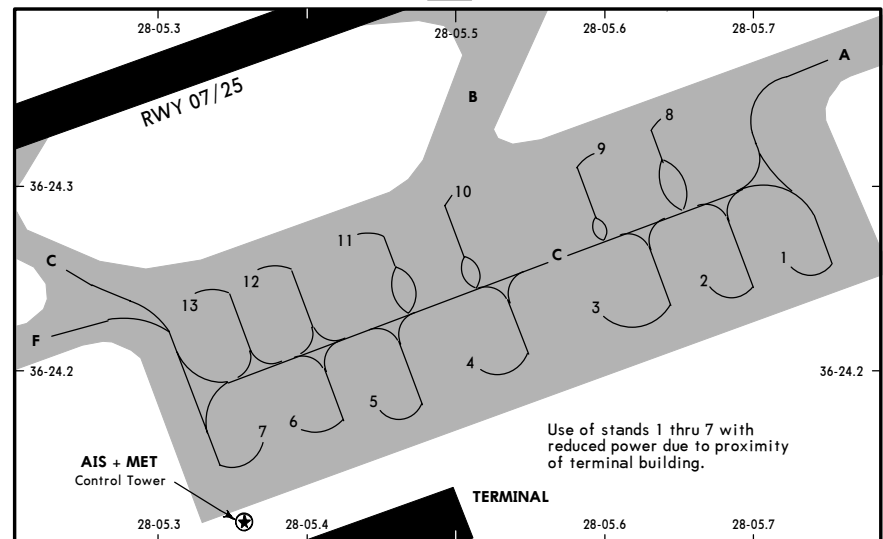 28-05.3
28-05.5
28-05.6
28-05.7
A
RWY 07/25
B
8
9
36-24.3
10
11
C
C
12
1
13
2
3
F
4
36-24.2
36-24.2
5
6
7
Use of stands 1 thru 7 with
reduced power due to proximity
of terminal building.
AIS + MET
Control Tower
TERMINAL
28-05.3
28-05.4
28-05.6
28-05.7